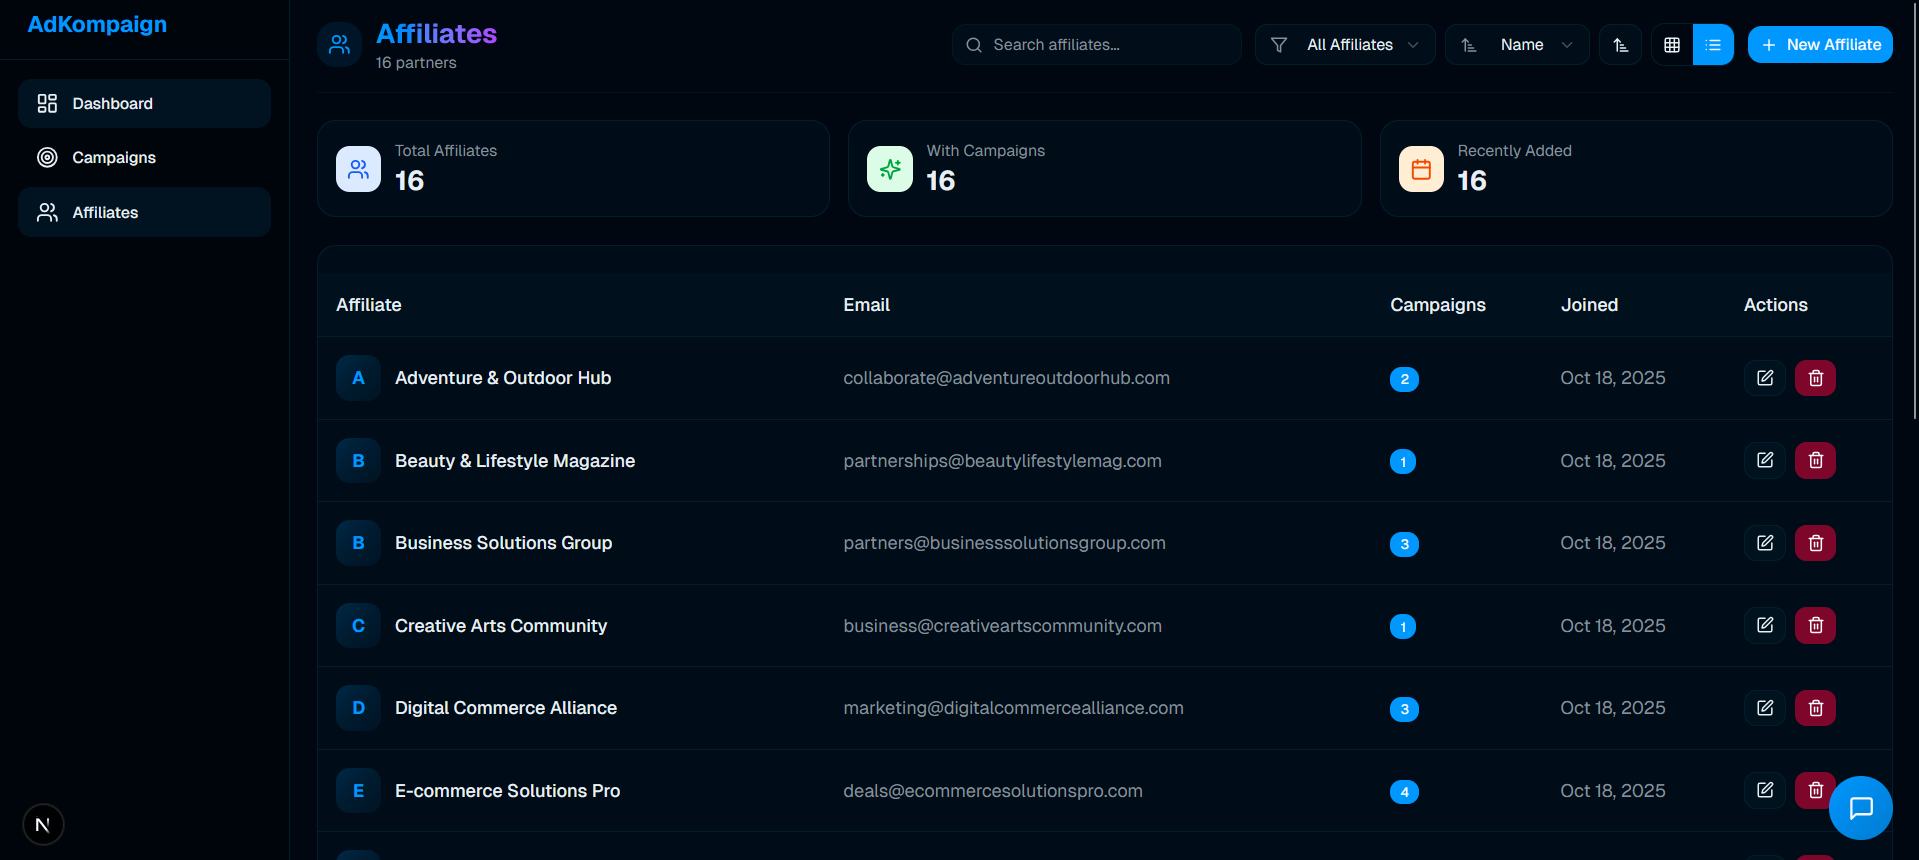 AdKompaign
Dashboard
Campaigns
Affiliates
N
Affiliates
16 partners
Search affiliates...
All Affiliates
Name
New Affiliate
Total Affiliates
16
With Campaigns
16
Recently Added
16
Affiliate Email Campaigns Joined Actions
A Adventure & Outdoor Hub collaborate@adventureoutdoorhub.com 2 Oct 18, 2025
B Beauty & Lifestyle Magazine partnerships@beautylifestylemag.com 1 Oct 18, 2025
B Business Solutions Group partners@businesssolutionsgroup.com 3 Oct 18, 2025
C Creative Arts Community business@creativeartscommunity.com 1 Oct 18, 2025
D Digital Commerce Alliance marketing@digitalcommercealliance.com 3 Oct 18, 2025
E E-commerce Solutions Pro deals@ecommercesolutionspro.com 4 Oct 18, 2025